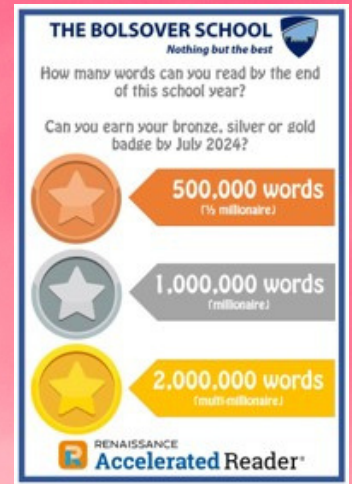 THE BOLSOVER SCHOOL
Nothing but the best
How many words can you read by the end
of this school year?
Can you earn your bronze, silver or gold
badge by July 2024?
500,000 words
(½ millionaire)
1,000,000 words
(millionaire)
2,000,000 words
(multi-millionaire)
RENAISSANCE
Accelerated Reader